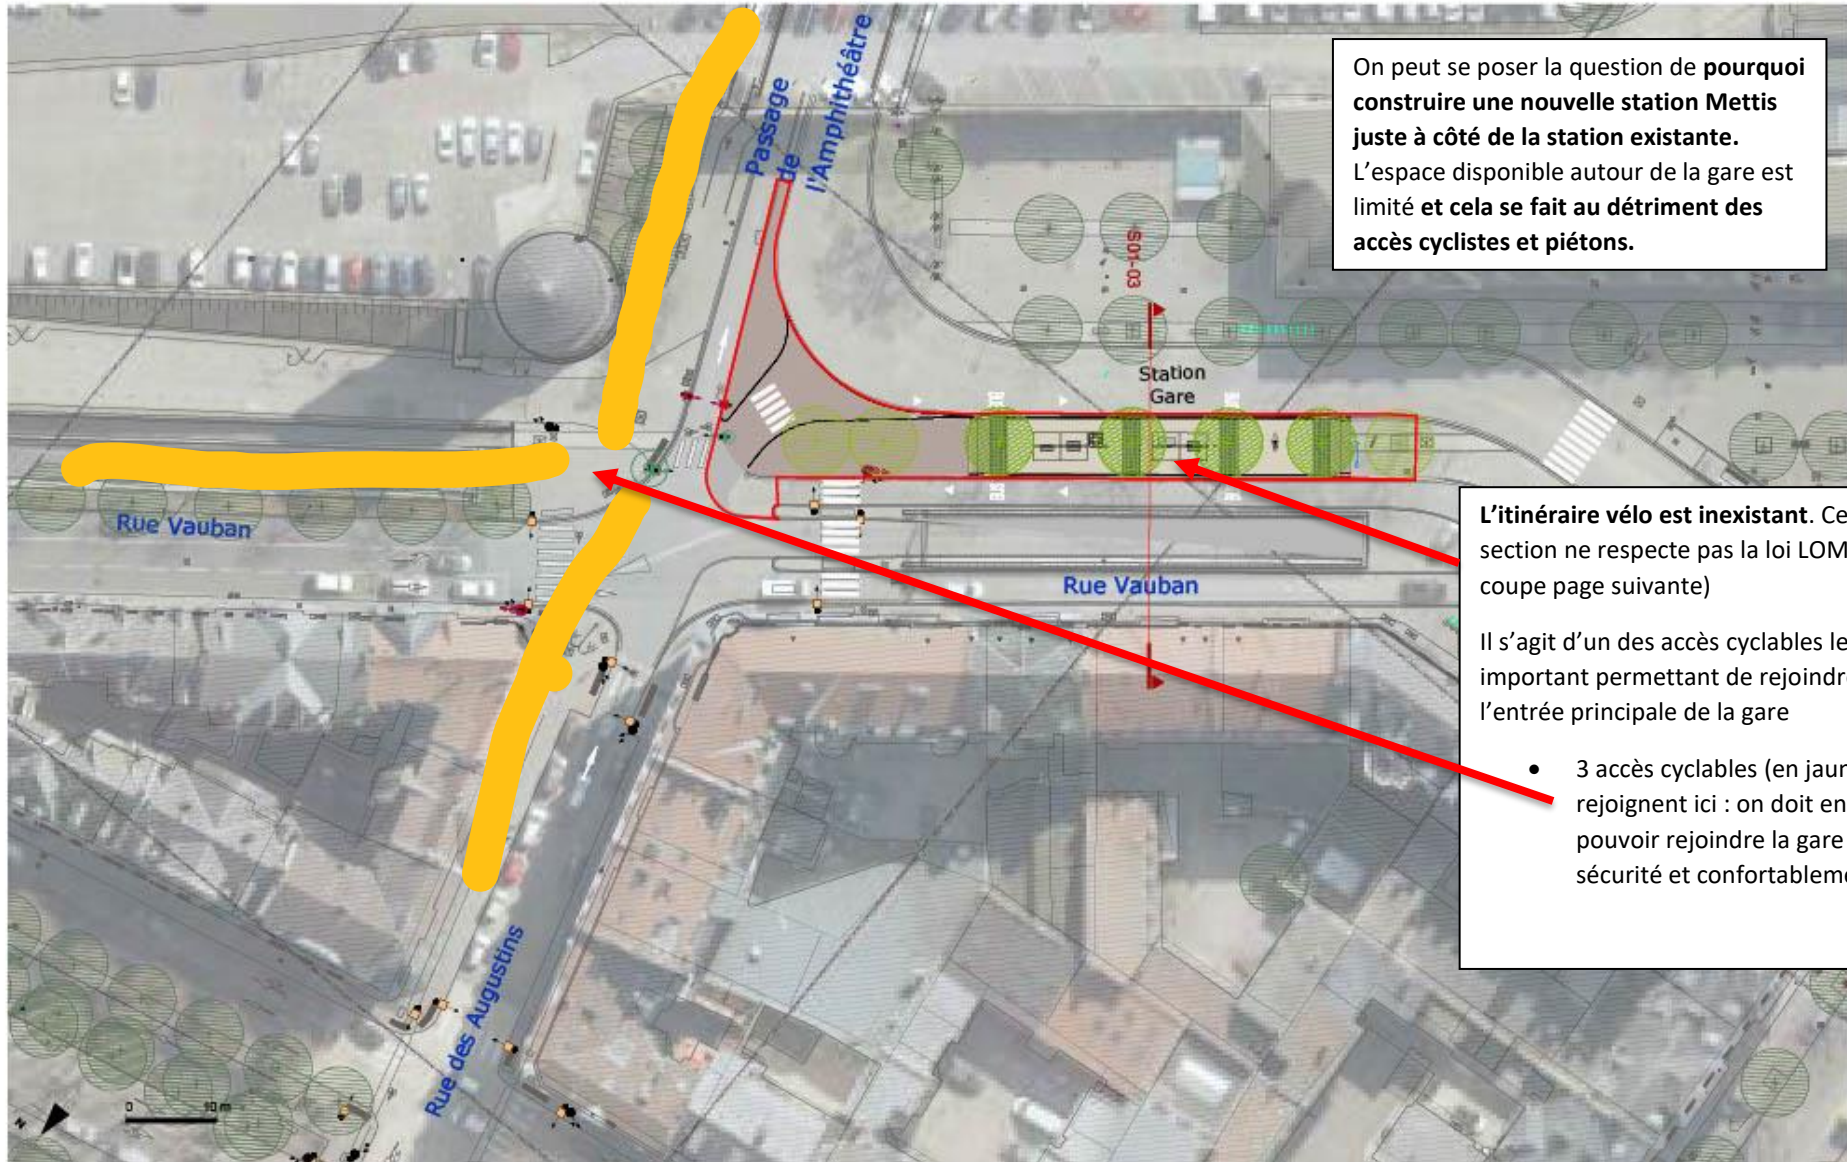 On peut se poser la question de pourquoi
construire une nouvelle station Mettis
juste à côté de la station existante.
L'espace disponible autour de la gare est
limité et cela se fait au détriment des
accès cyclistes et piétons.
Passage
de
l'Amphithéâtre
S01-03
Station
Gare
Rue Vauban
Rue Vauban
L'itinéraire vélo est inexistant. Ce
section ne respecte pas la loi LOM
coupe page suivante)
Il s'agit d'un des accès cyclables le
important permettant de rejoindr
l'entrée principale de la gare
• 3 accès cyclables (en jaun
rejoignent ici : on doit en
pouvoir rejoindre la gare
sécurité et confortableme
Rue des Augustins
N
0 10 m